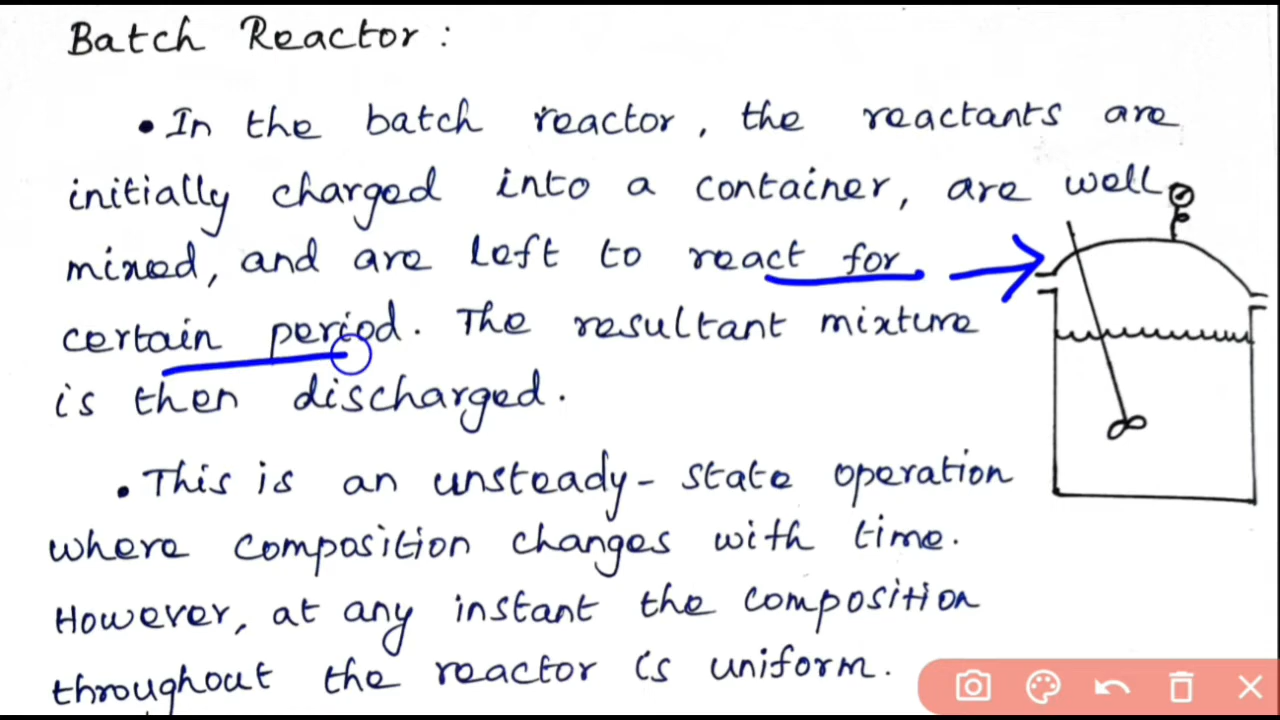 Batch Reactor :
• In the batch reactor, the reactants are
initially charged into a container, are well
mixed, and are left to react for
certain period. The resultant mixture
is then discharged.
• This is an unsteady - state operation
where composition changes with time.
However, at any instant the composition
throughout the reactor is uniform.